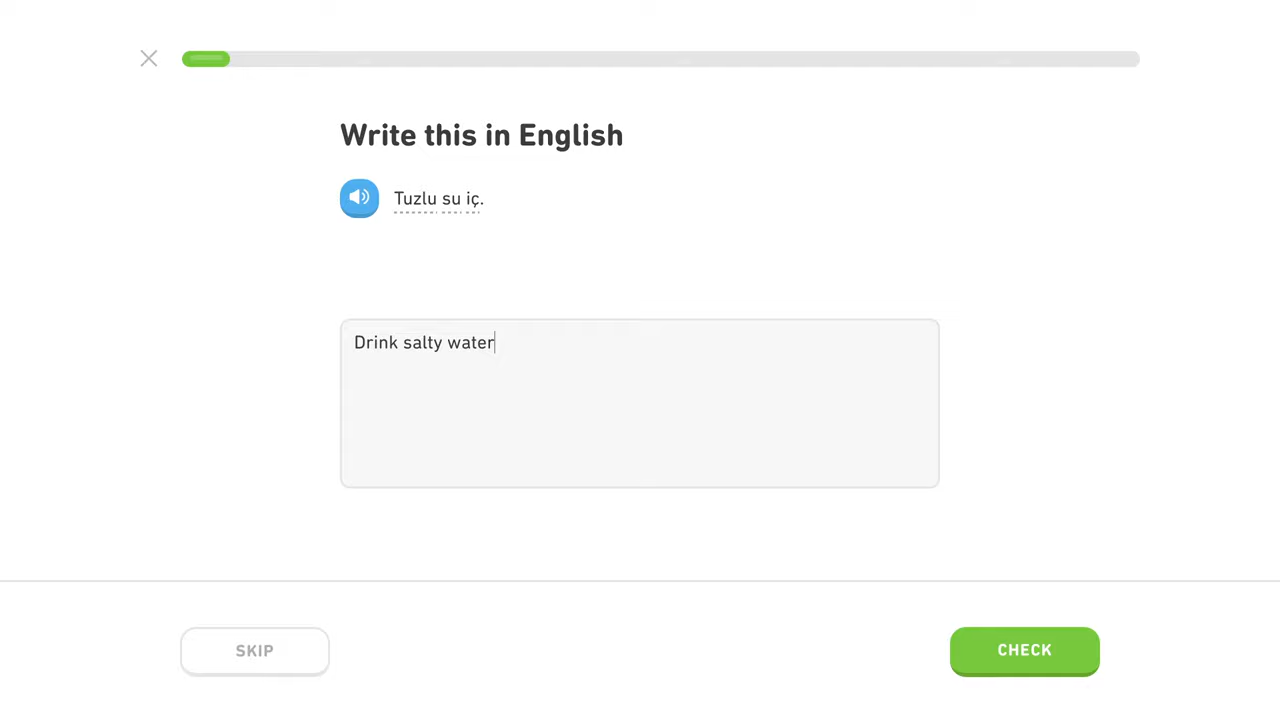 Write this in English
Tuzlu su iç.
Drink salty water
SKIP
CHECK